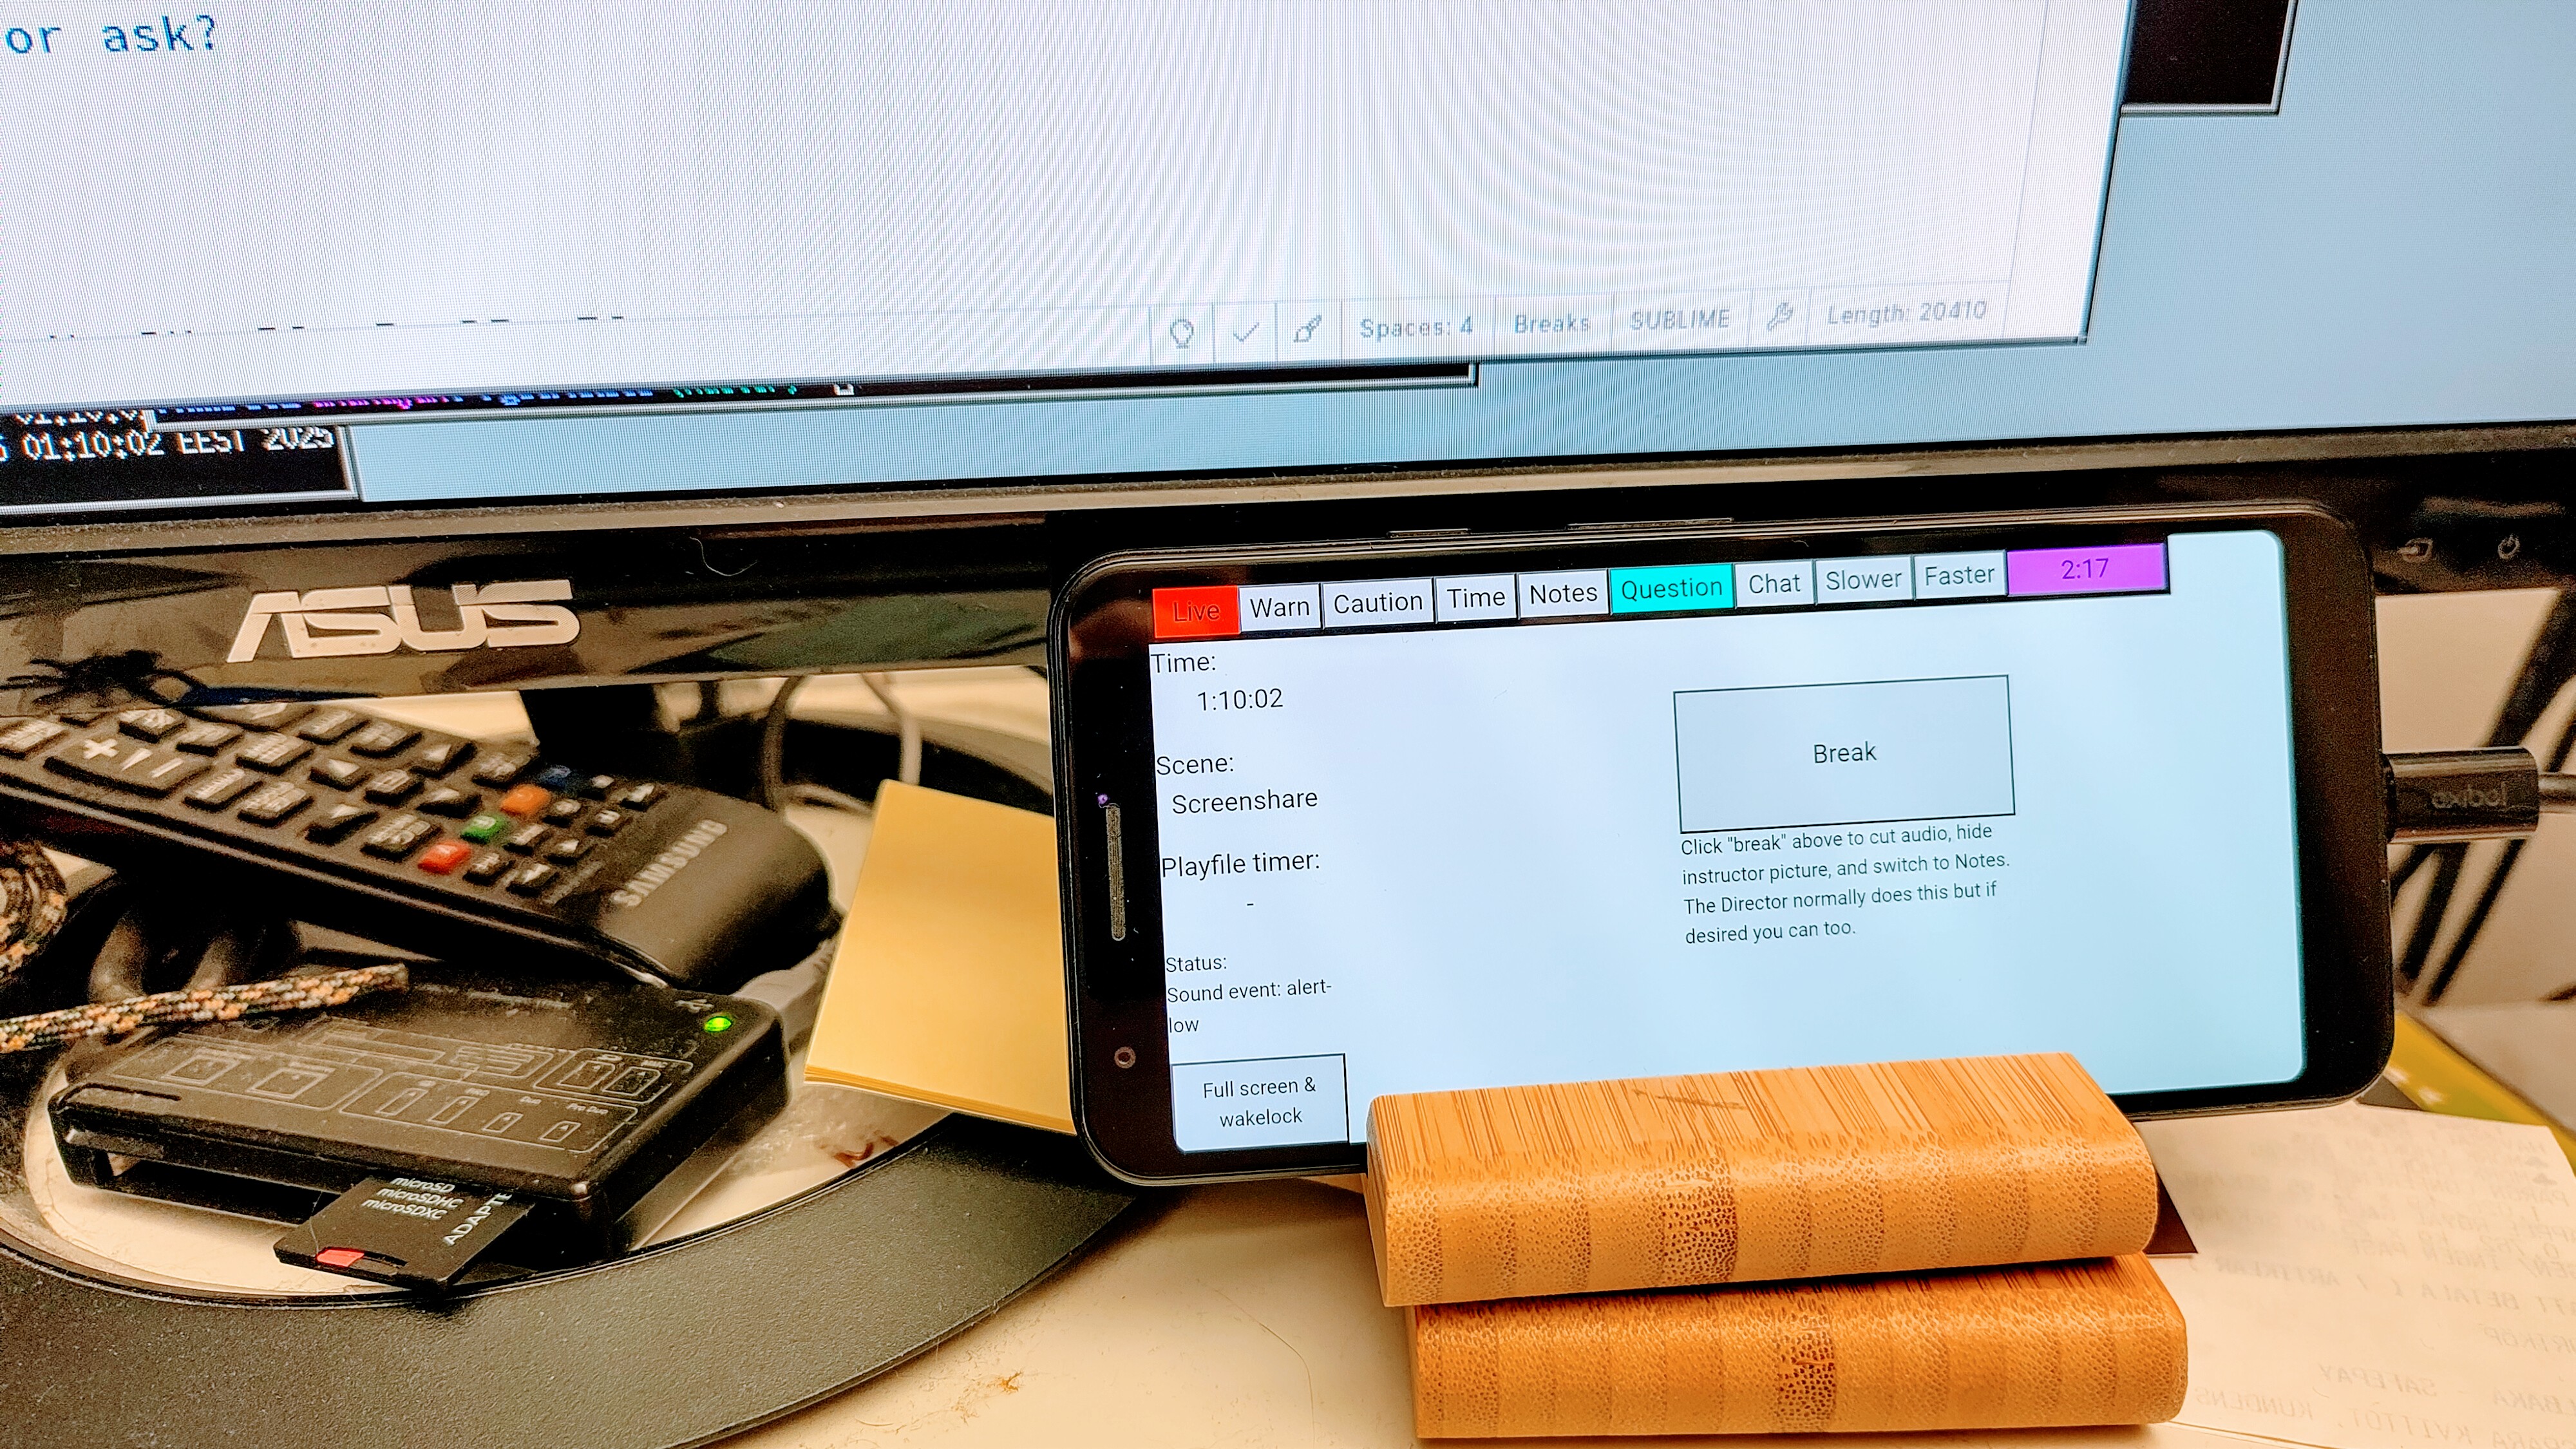 or ask?
Spaces: 4 Breaks SUBLIME Length: 20410
01:10:02 EEST 2025
ASUS
Live Warn Caution Time Notes Question Chat Slower Faster 2:17
Time:
1:10:02
Scene:
Screenshare
Playfile timer:
-
Status:
Sound event: alert-
low
Full screen &
wakelock
Break
Click "break" above to cut audio, hide
instructor picture, and switch to Notes.
The Director normally does this but if
desired you can too.
SAMSUNG
axibol
microSD
microSDHC
microSDXC
SAFEPAY